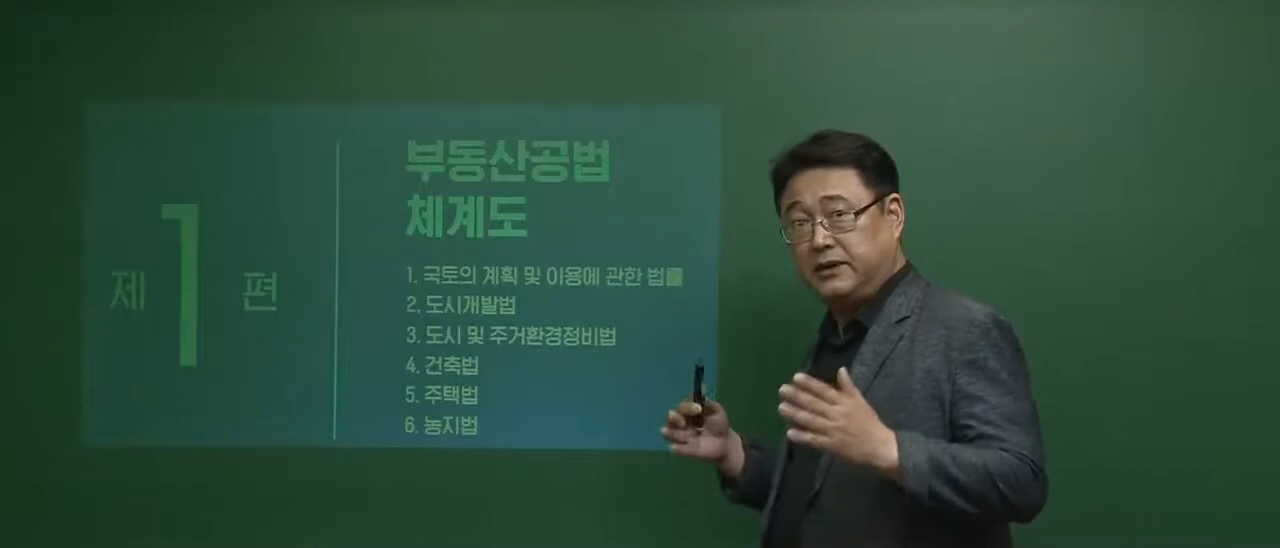 제 1 편
부동산공법
체계도
1. 국토의 계획 및 이용에 관한 법률
2. 도시개발법
3. 도시 및 주거환경정비법
4. 건축법
5. 주택법
6. 농지법